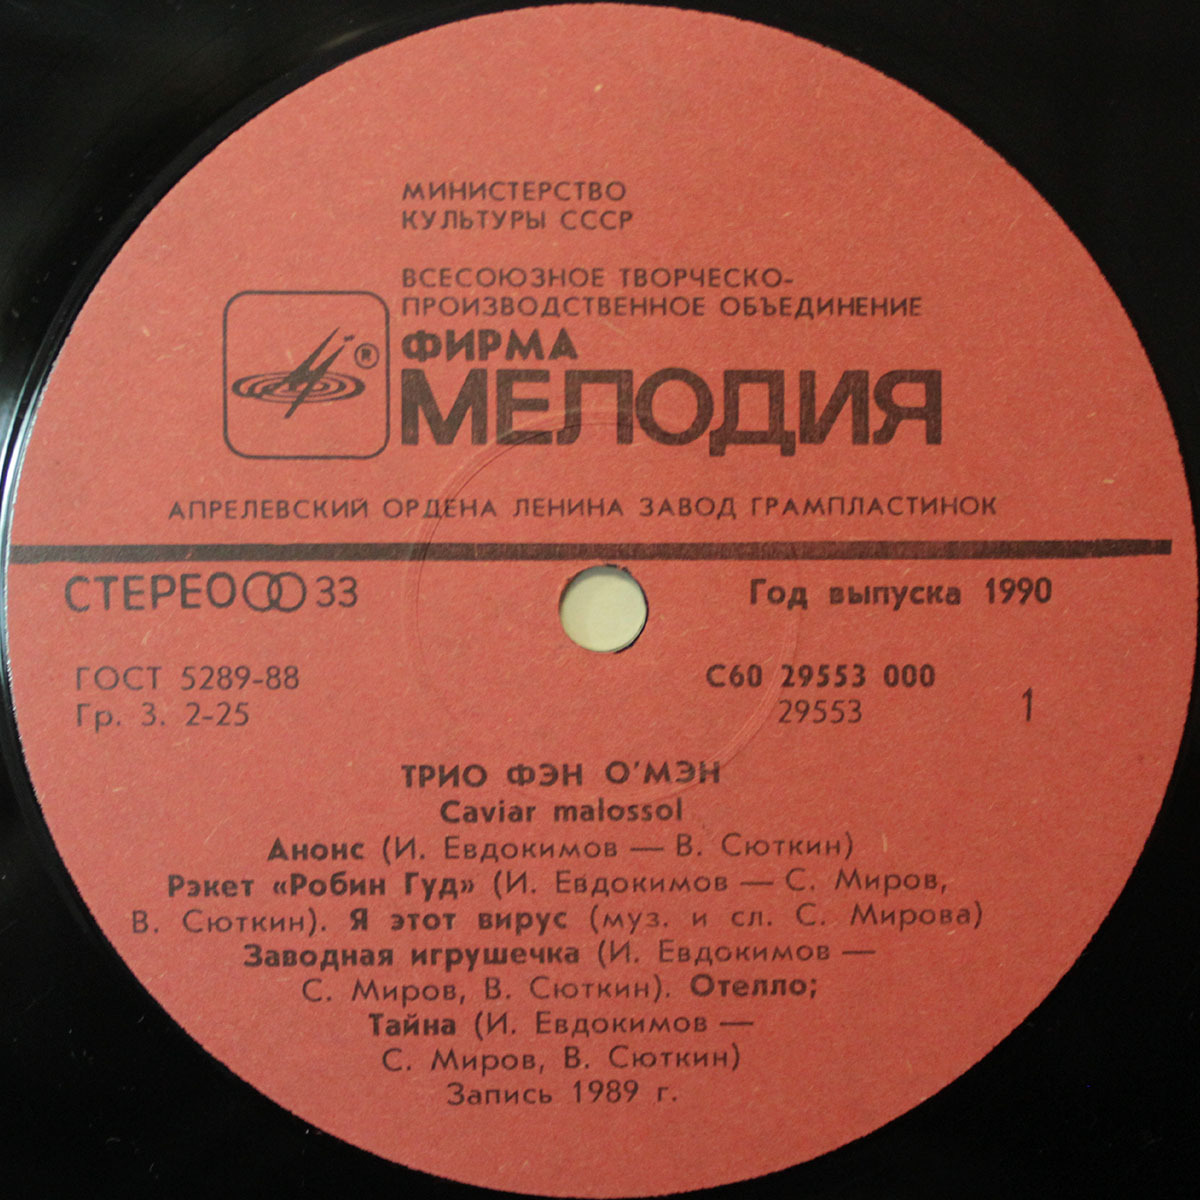 МИНИСТЕРСТВО
КУЛЬТУРЫ СССР
ВСЕСОЮЗНОЕ ТВОРЧЕСКО-
ПРОИЗВОДСТВЕННОЕ ОБЪЕДИНЕНИЕ
ФИРМА
®
МЕЛОДИЯ
АПРЕЛЕВСКИЙ ОРДЕНА ЛЕНИНА ЗАВОД ГРАМПЛАСТИНОК
СТЕРЕО 33
Год выпуска 1990
ГОСТ 5289-88
С60 29553 000
Гр. 3. 2-25
29553
1
ТРИО ФЭН О'МЭН
Caviar malossol
Анонс (И. Евдокимов — В. Сюткин)
Рэкет «Робин Гуд» (И. Евдокимов — С. Миров,
В. Сюткин). Я этот вирус (муз. и сл. С. Мирова)
Заводная игрушечка (И. Евдокимов —
С. Миров, В. Сюткин). Отелло;
Тайна (И. Евдокимов —
С. Миров, В. Сюткин)
Запись 1989 г.